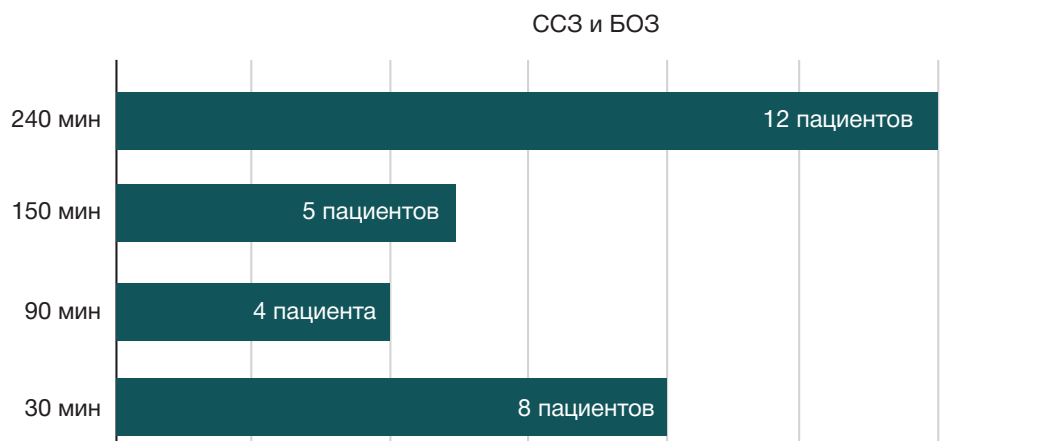 ССЗ и БОЗ
240 мин 12 пациентов
150 мин 5 пациентов
90 мин 4 пациента
30 мин 8 пациентов